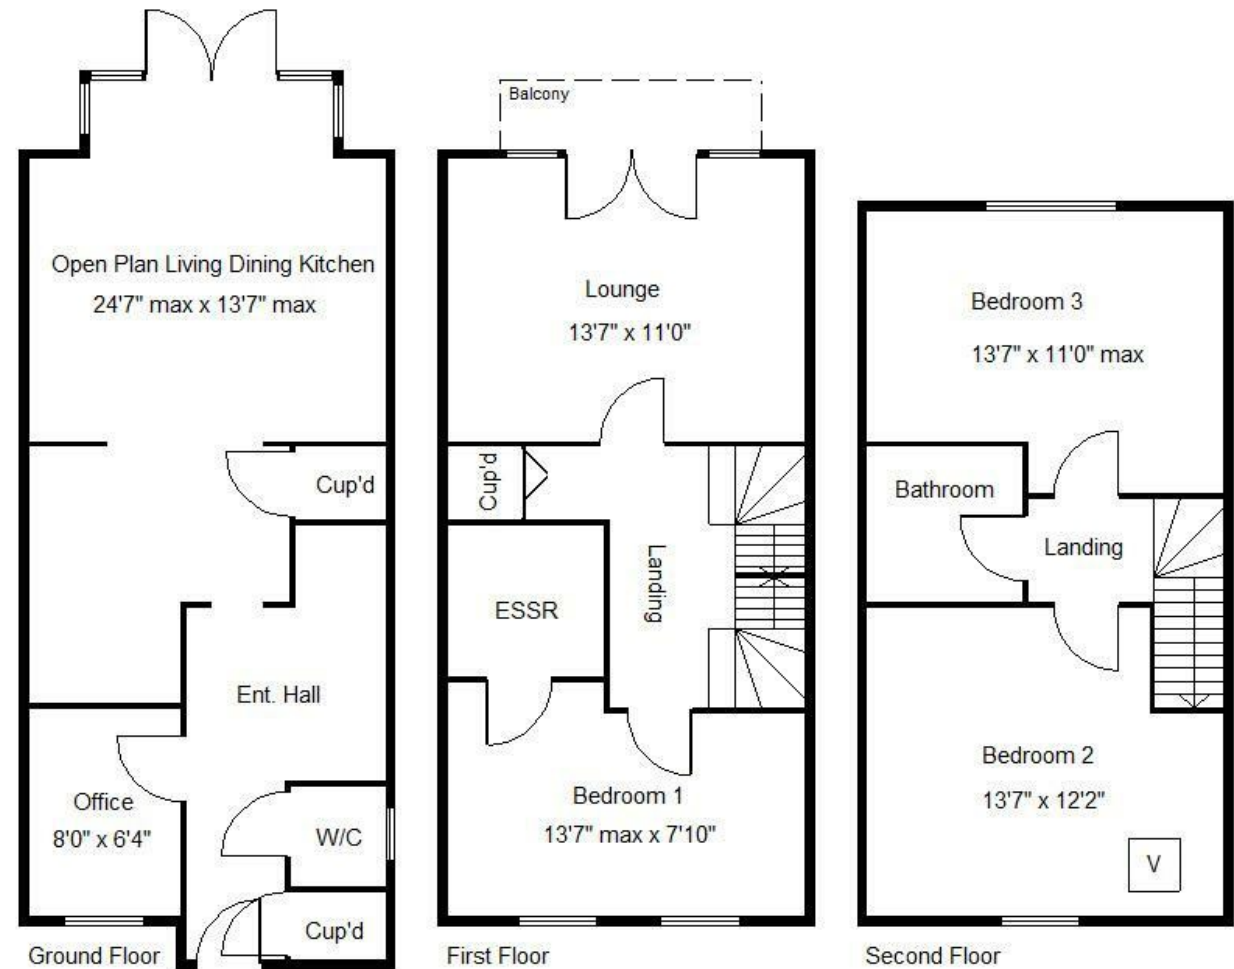 Open Plan Living Dining Kitchen
24'7" max x 13'7" max
Cup'd
Ent. Hall
Office
8'0" x 6'4"
W/C
Cup'd
Ground Floor
Balcony
Lounge
13'7" x 11'0"
Cup'd
Landing
ESSR
Bedroom 1
13'7" max x 7'10"
First Floor
Bedroom 3
13'7" x 11'0" max
Bathroom
Landing
Bedroom 2
13'7" x 12'2"
V
Second Floor